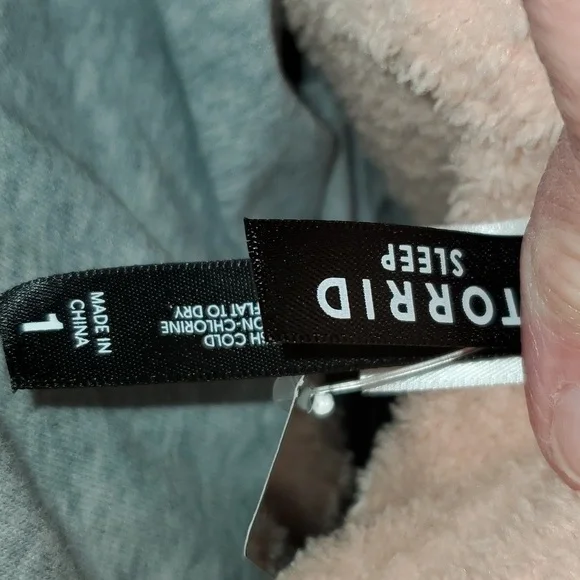 TORRID
SLEEP
SH COLD
ON-CHLORINE
FLAT TO DRY
MADE IN
CHINA
1